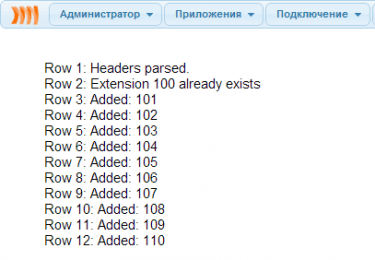 Администратор Приложения Подключение
Row 1: Headers parsed.
Row 2: Extension 100 already exists
Row 3: Added: 101
Row 4: Added: 102
Row 5: Added: 103
Row 6: Added: 104
Row 7: Added: 105
Row 8: Added: 106
Row 9: Added: 107
Row 10: Added: 108
Row 11: Added: 109
Row 12: Added: 110